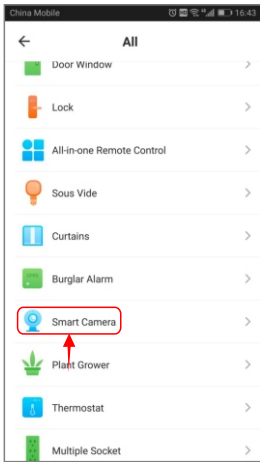 China Mobile 16:43
All
Door Window
Lock
All-in-one Remote Control
Sous Vide
Curtains
Burglar Alarm
Smart Camera
Plant Grower
Thermostat
Multiple Socket